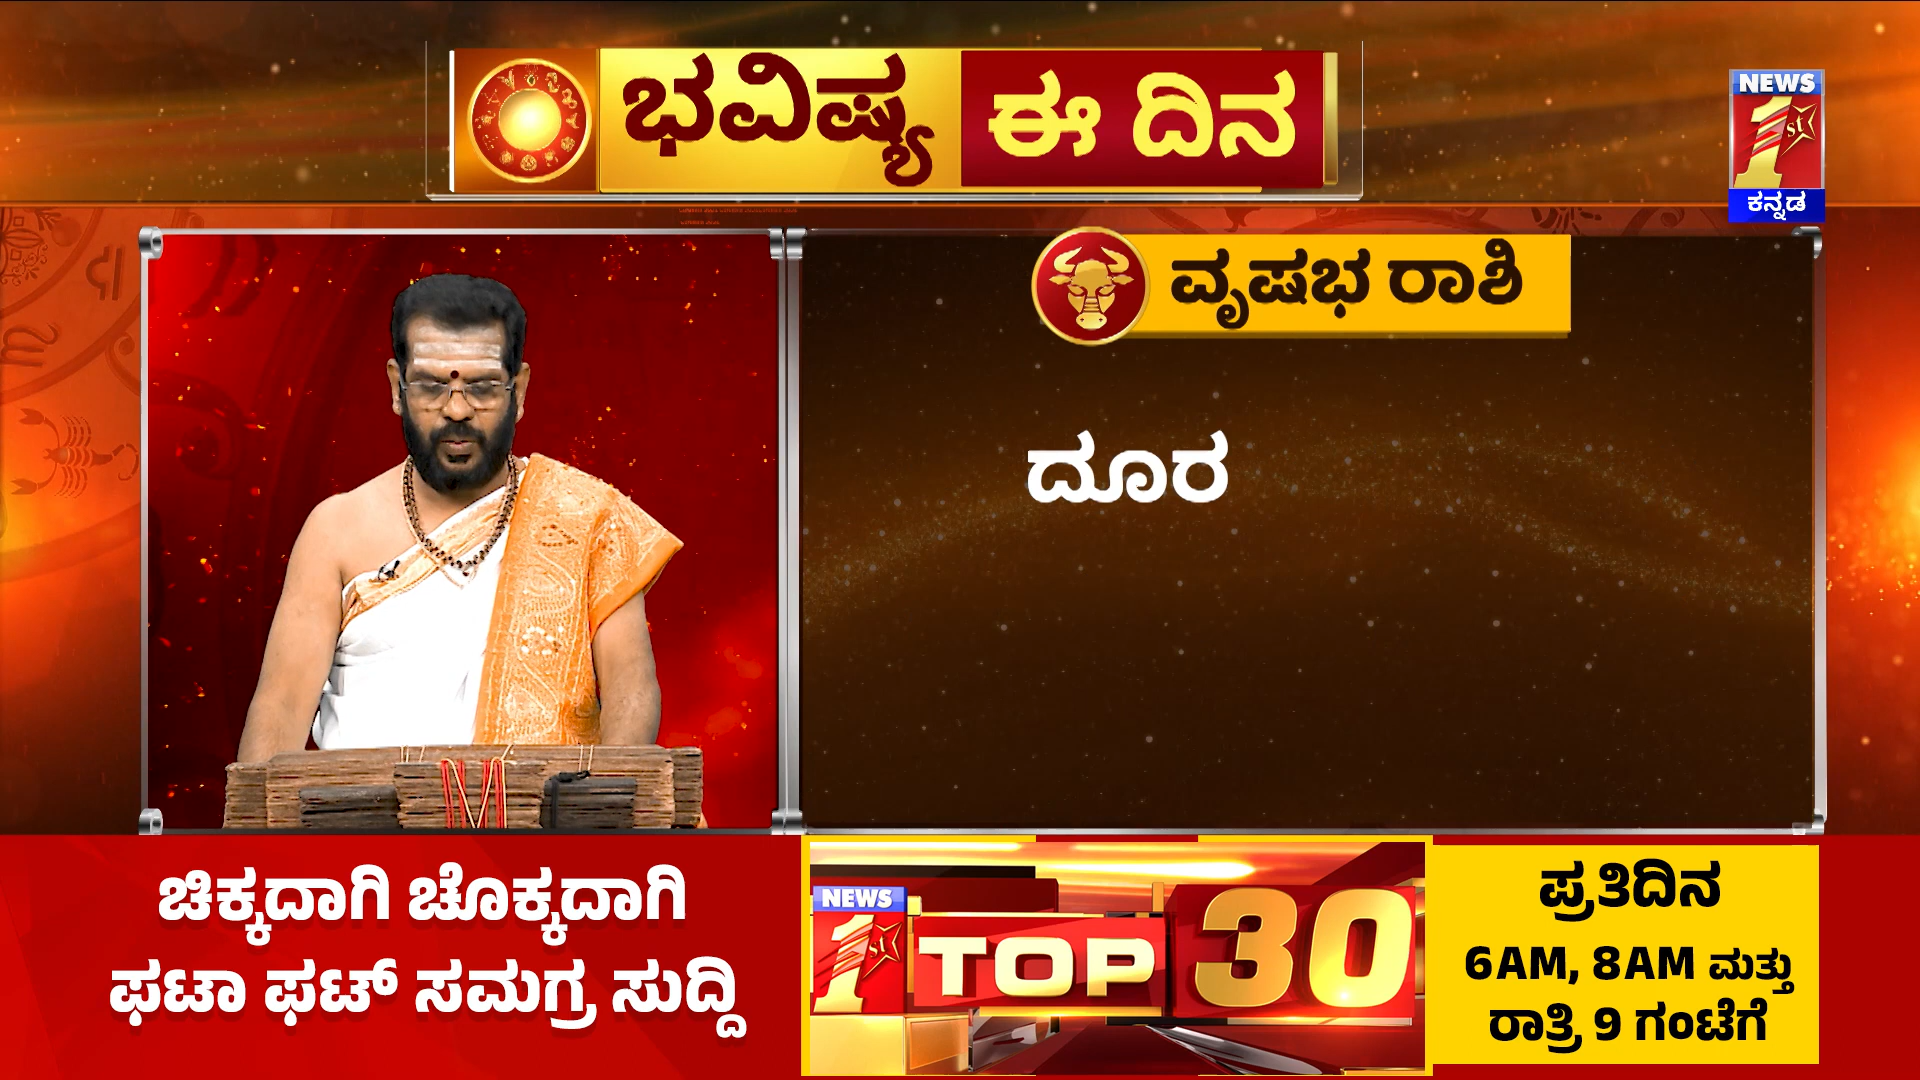 ಭವಿಷ್ಯ ಈ ದಿನ
NEWS
1st
ಕನ್ನಡ
ವೃಷಭ ರಾಶಿ
ದೂರ
ಚಿಕ್ಕದಾಗಿ ಚೊಕ್ಕದಾಗಿ
ಫಟಾ ಫಟ್ ಸಮಗ್ರ ಸುದ್ದಿ
NEWS
1st
TOP 30
ಪ್ರತಿದಿನ
6AM, 8AM ಮತ್ತು
ರಾತ್ರಿ 9 ಗಂಟೆಗೆ